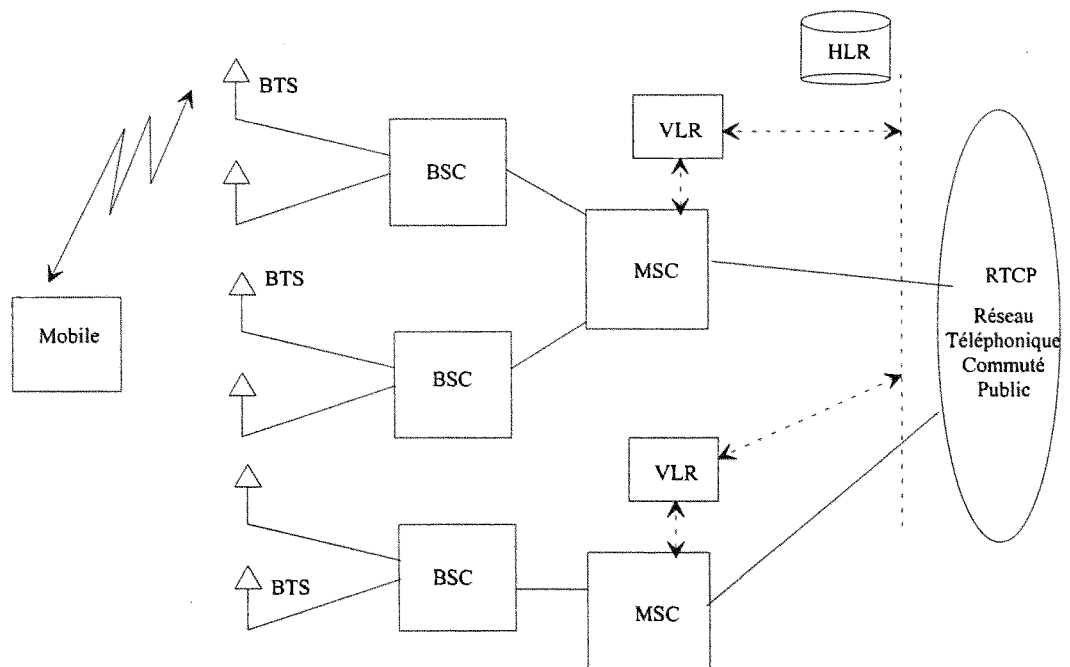 HLR
BTS
VLR
BSC
MSC
RTCP
Réseau
Téléphonique
Commuté
Public
BTS
Mobile
BSC
VLR
BTS
BSC
MSC